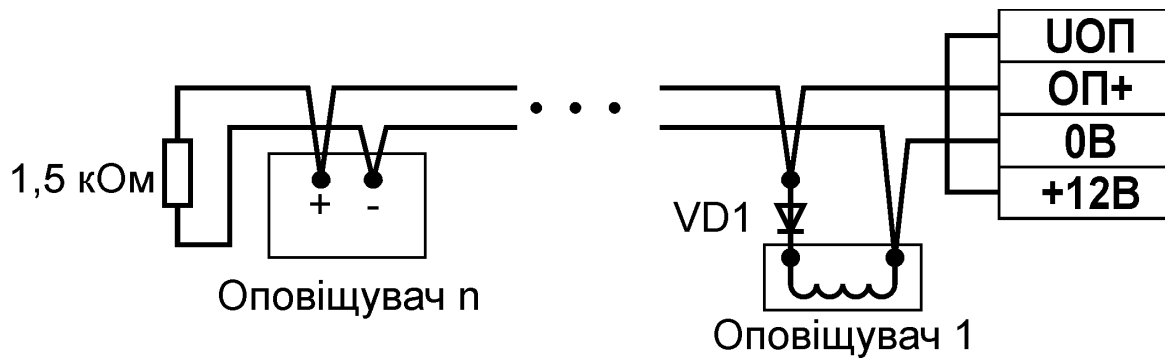 UОП
ОП+
0В
+12В
1,5 кОм
+ -
VD1
Оповіщувач n
Оповіщувач 1